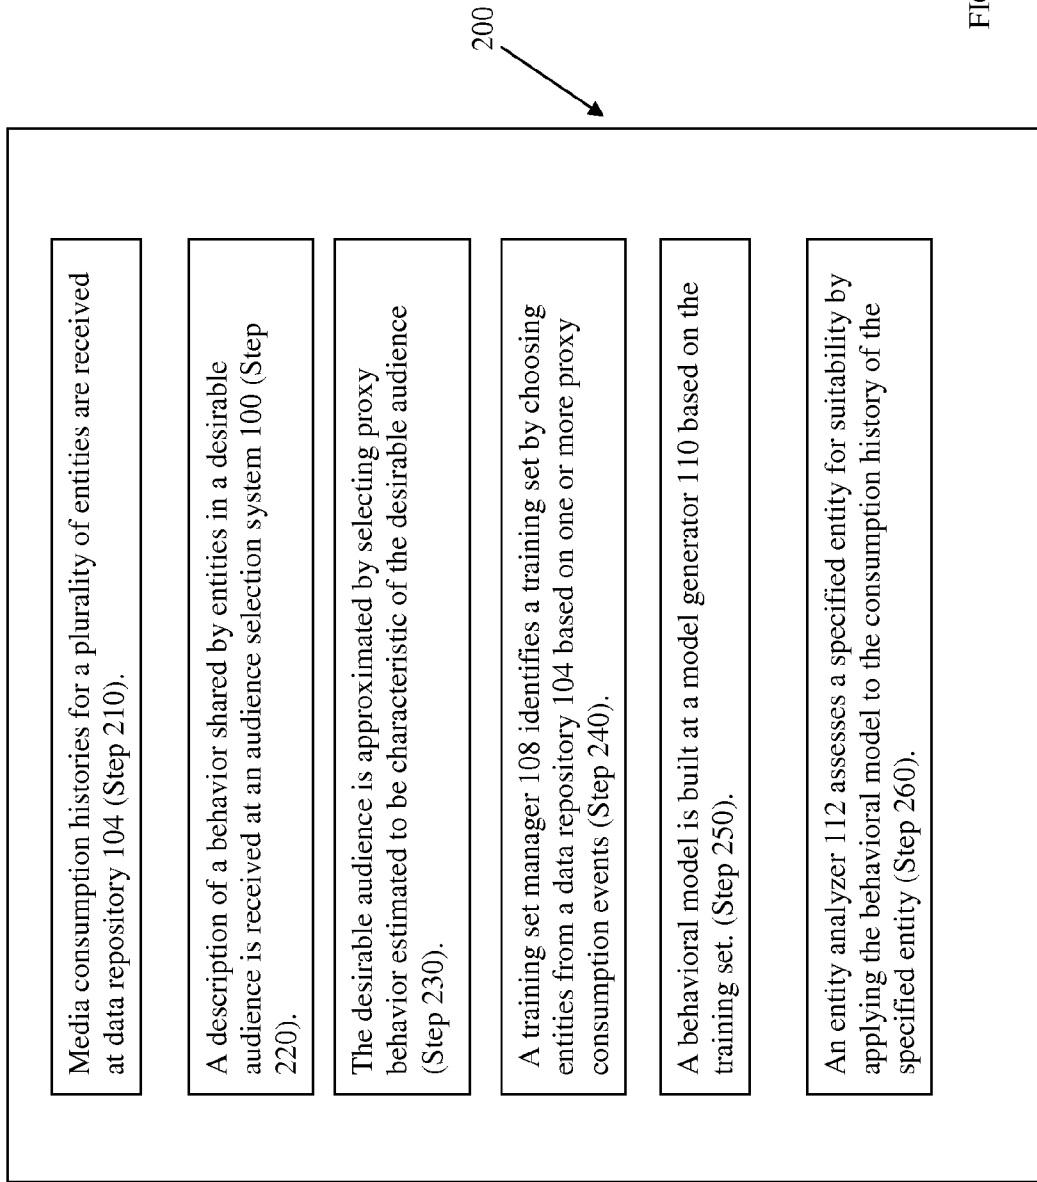 Media consumption histories for a plurality of entities are received
at data repository 104 (Step 210).
A description of a behavior shared by entities in a desirable
audience is received at an audience selection system 100 (Step
220).
The desirable audience is approximated by selecting proxy
behavior estimated to be characteristic of the desirable audience
(Step 230).
A training set manager 108 identifies a training set by choosing
entities from a data repository 104 based on one or more proxy
consumption events (Step 240).
A behavioral model is built at a model generator 110 based on the
training set. (Step 250).
An entity analyzer 112 assesses a specified entity for suitability by
applying the behavioral model to the consumption history of the
specified entity (Step 260).
200